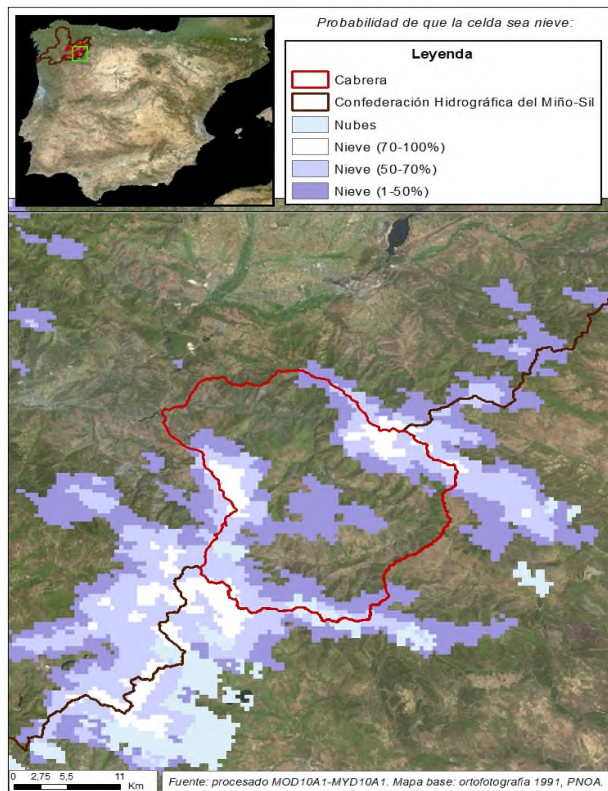 Probabilidad de que la celda sea nieve:
Leyenda
Cabrera
Confederación Hidrográfica del Miño-Sil
Nubes
Nieve (70-100%)
Nieve (50-70%)
Nieve (1-50%)
0 2,75 5,5 11
Km
Fuente: procesado MOD10A1-MYD10A1. Mapa base: ortofotografía 1991, PNOA.